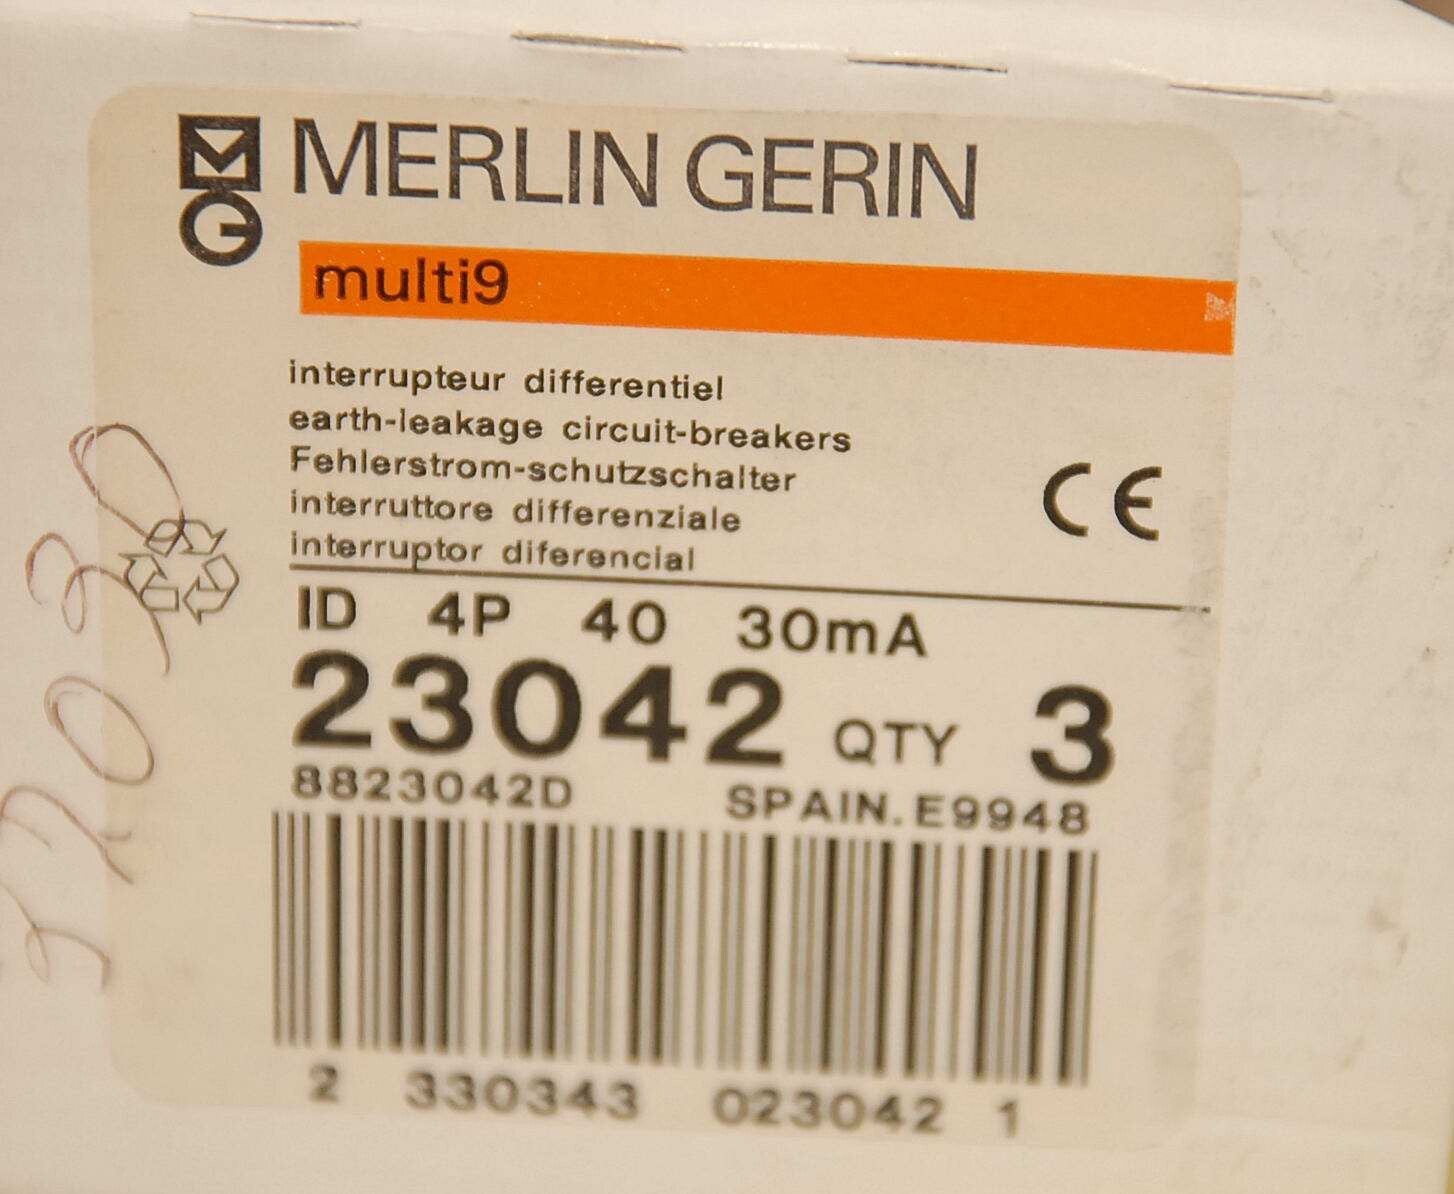 MERLIN GERIN
multi9
interrupteur differentiel
earth-leakage circuit-breakers
Fehlerstrom-schutzschalter
interruttore differenziale
interruptor diferencial
CE
ID 4P 40 30mA
23042 QTY 3
8823042D SPAIN. E9948
2 330343 023042 1